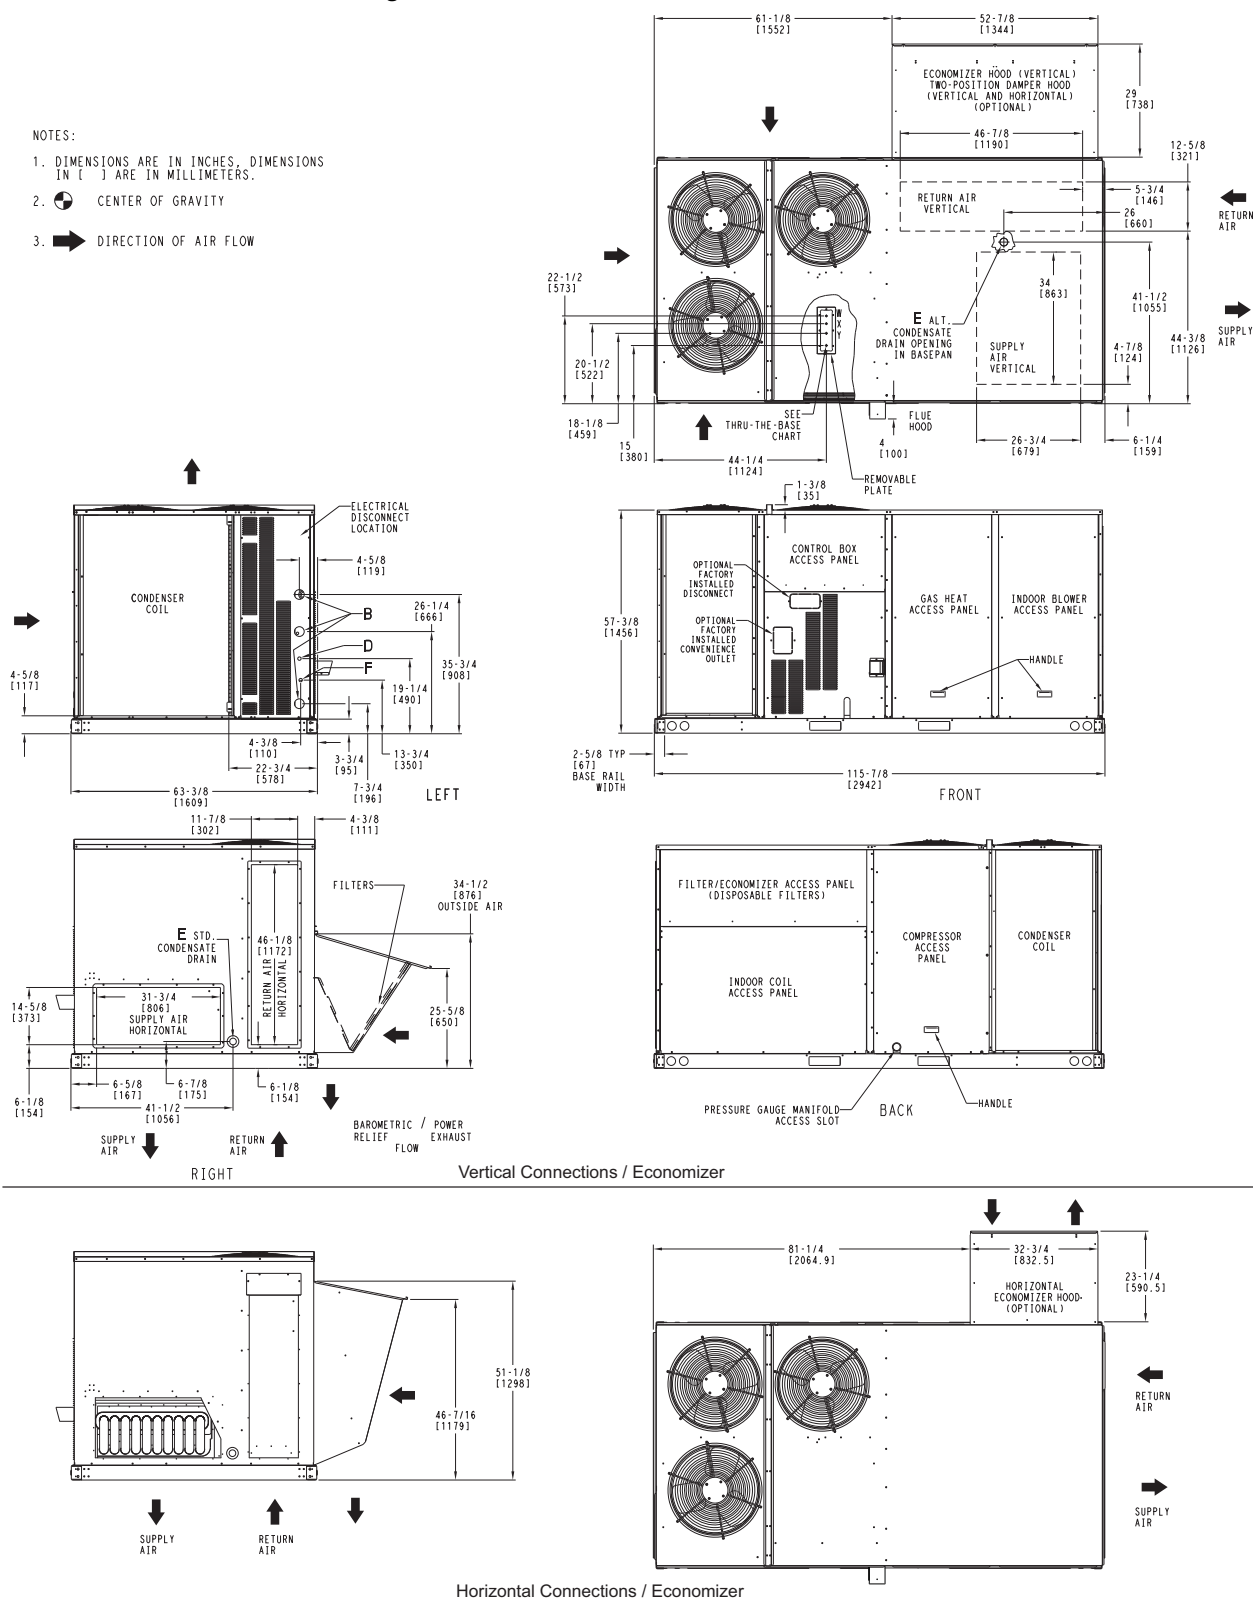 NOTES:
1. DIMENSIONS ARE IN INCHES, DIMENSIONS
IN [ ] ARE IN MILLIMETERS.
2. CENTER OF GRAVITY
3. DIRECTION OF AIR FLOW
61-1/8
[1552]
52-7/8
[1344]
ECONOMIZER HOOD (VERTICAL)
TWO-POSITION DAMPER HOOD
(VERTICAL AND HORIZONTAL)
(OPTIONAL)
29
[738]
46-7/8
[1190]
12-5/8
[321]
RETURN AIR
VERTICAL
5-3/4
[146]
26
[660]
RETURN
AIR
22-1/2
[573]
34
[863]
41-1/2
[1055]
W
X
Y
E ALT.
CONDENSATE
DRAIN OPENING
IN BASEPAN
SUPPLY
AIR
VERTICAL
4-7/8
[124]
44-3/8
[1126]
SUPPLY
AIR
20-1/2
[522]
18-1/8
[459]
15
[380]
SEE
THRU-THE-BASE
CHART
FLUE
HOOD
4
[100]
26-3/4
[679]
6-1/4
[159]
44-1/4
[1124]
REMOVABLE
PLATE
ELECTRICAL
DISCONNECT
LOCATION
4-5/8
[119]
CONDENSER
COIL
B
26-1/4
[666]
D
F
35-3/4
[908]
4-5/8
[117]
19-1/4
[490]
4-3/8
[110]
3-3/4
[95]
13-3/4
[350]
22-3/4
[578]
7-3/4
[196]
63-3/8
[1609]
LEFT
1-3/8
[35]
CONTROL BOX
ACCESS PANEL
OPTIONAL
FACTORY
INSTALLED
DISCONNECT
OPTIONAL
FACTORY
INSTALLED
CONVENIENCE
OUTLET
GAS HEAT
ACCESS PANEL
INDOOR BLOWER
ACCESS PANEL
57-3/8
[1456]
HANDLE
2-5/8 TYP
[67]
BASE RAIL
WIDTH
115-7/8
[2942]
FRONT
11-7/8
[302]
4-3/8
[111]
FILTERS
34-1/2
[876]
OUTSIDE AIR
E STD.
CONDENSATE
DRAIN
46-1/8
[1172]
RETURN AIR
HORIZONTAL
14-5/8
[373]
31-3/4
[806]
SUPPLY AIR
HORIZONTAL
25-5/8
[650]
6-1/8
[154]
6-5/8
[167]
6-7/8
[175]
6-1/8
[154]
41-1/2
[1056]
SUPPLY
AIR
RETURN
AIR
BAROMETRIC / POWER
RELIEF EXHAUST
FLOW
RIGHT
FILTER/ECONOMIZER ACCESS PANEL
(DISPOSABLE FILTERS)
INDOOR COIL
ACCESS PANEL
COMPRESSOR
ACCESS
PANEL
CONDENSER
COIL
PRESSURE GAUGE MANIFOLD
ACCESS SLOT
BACK
HANDLE
Vertical Connections / Economizer
51-1/8
[1298]
46-7/16
[1179]
SUPPLY
AIR
RETURN
AIR
81-1/4
[2064.9]
32-3/4
[832.5]
HORIZONTAL
ECONOMIZER HOOD
(OPTIONAL)
23-1/4
[590.5]
RETURN
AIR
SUPPLY
AIR
Horizontal Connections / Economizer